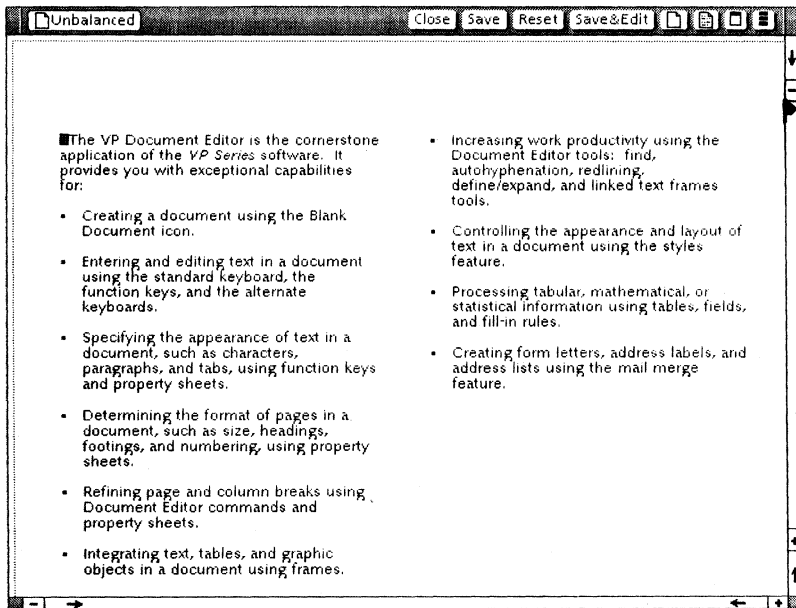 Unbalanced
Close Save Reset Save&Edit
The VP Document Editor is the cornerstone
application of the VP Series software. It
provides you with exceptional capabilities
for:
• Creating a document using the Blank
Document icon.
• Entering and editing text in a document
using the standard keyboard, the
function keys, and the alternate
keyboards.
• Specifying the appearance of text in a
document, such as characters,
paragraphs, and tabs, using function keys
and property sheets.
• Determining the format of pages in a
document, such as size, headings,
footings, and numbering, using property
sheets.
• Refining page and column breaks using
Document Editor commands and
property sheets.
• Integrating text, tables, and graphic
objects in a document using frames.
• Increasing work productivity using the
Document Editor tools: find,
autohyphenation, redlining,
define/expand, and linked text frames
tools.
• Controlling the appearance and layout of
text in a document using the styles
feature.
• Processing tabular, mathematical, or
statistical information using tables, fields,
and fill-in rules.
• Creating form letters, address labels, and
address lists using the mail merge
feature.